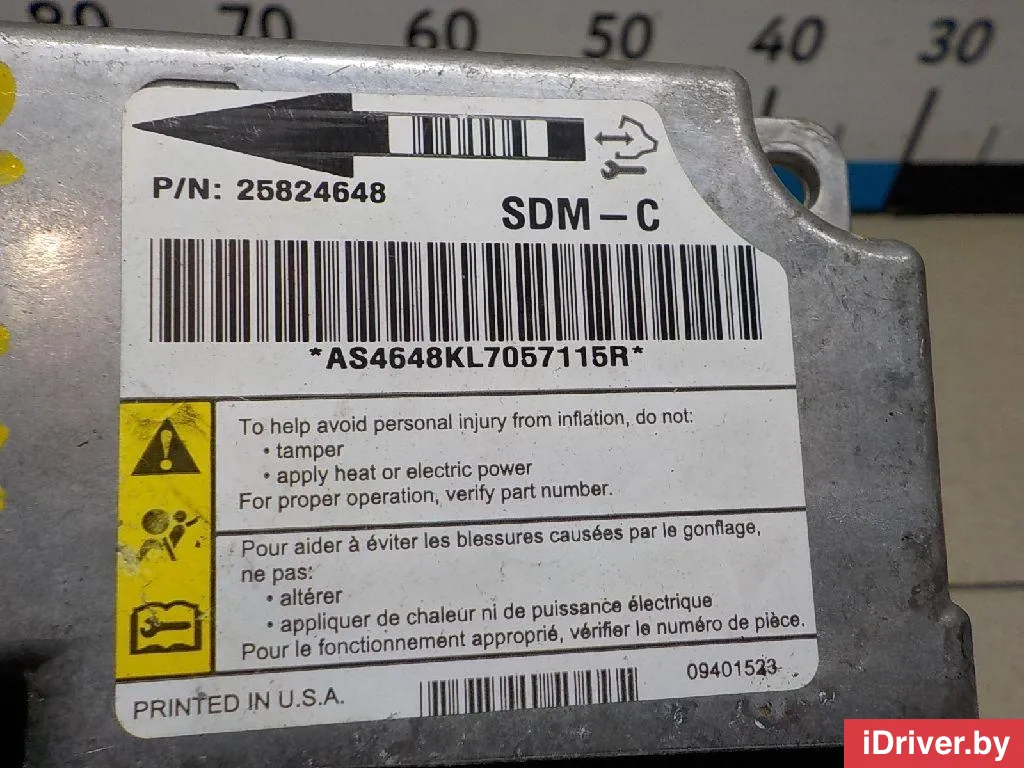 80 70 60 50 40 30
P/N: 25824648
SDM – C
*AS4648KL7057115R*
To help avoid personal injury from inflation, do not:
• tamper
• apply heat or electric power
For proper operation, verify part number.
Pour aider à éviter les blessures causées par le gonflage,
ne pas:
• altérer
• appliquer de chaleur ni de puissance électrique
Pour le fonctionnement approprié, vérifier le numéro de pièce.
PRINTED IN U.S.A.
09401523
iDriver.by